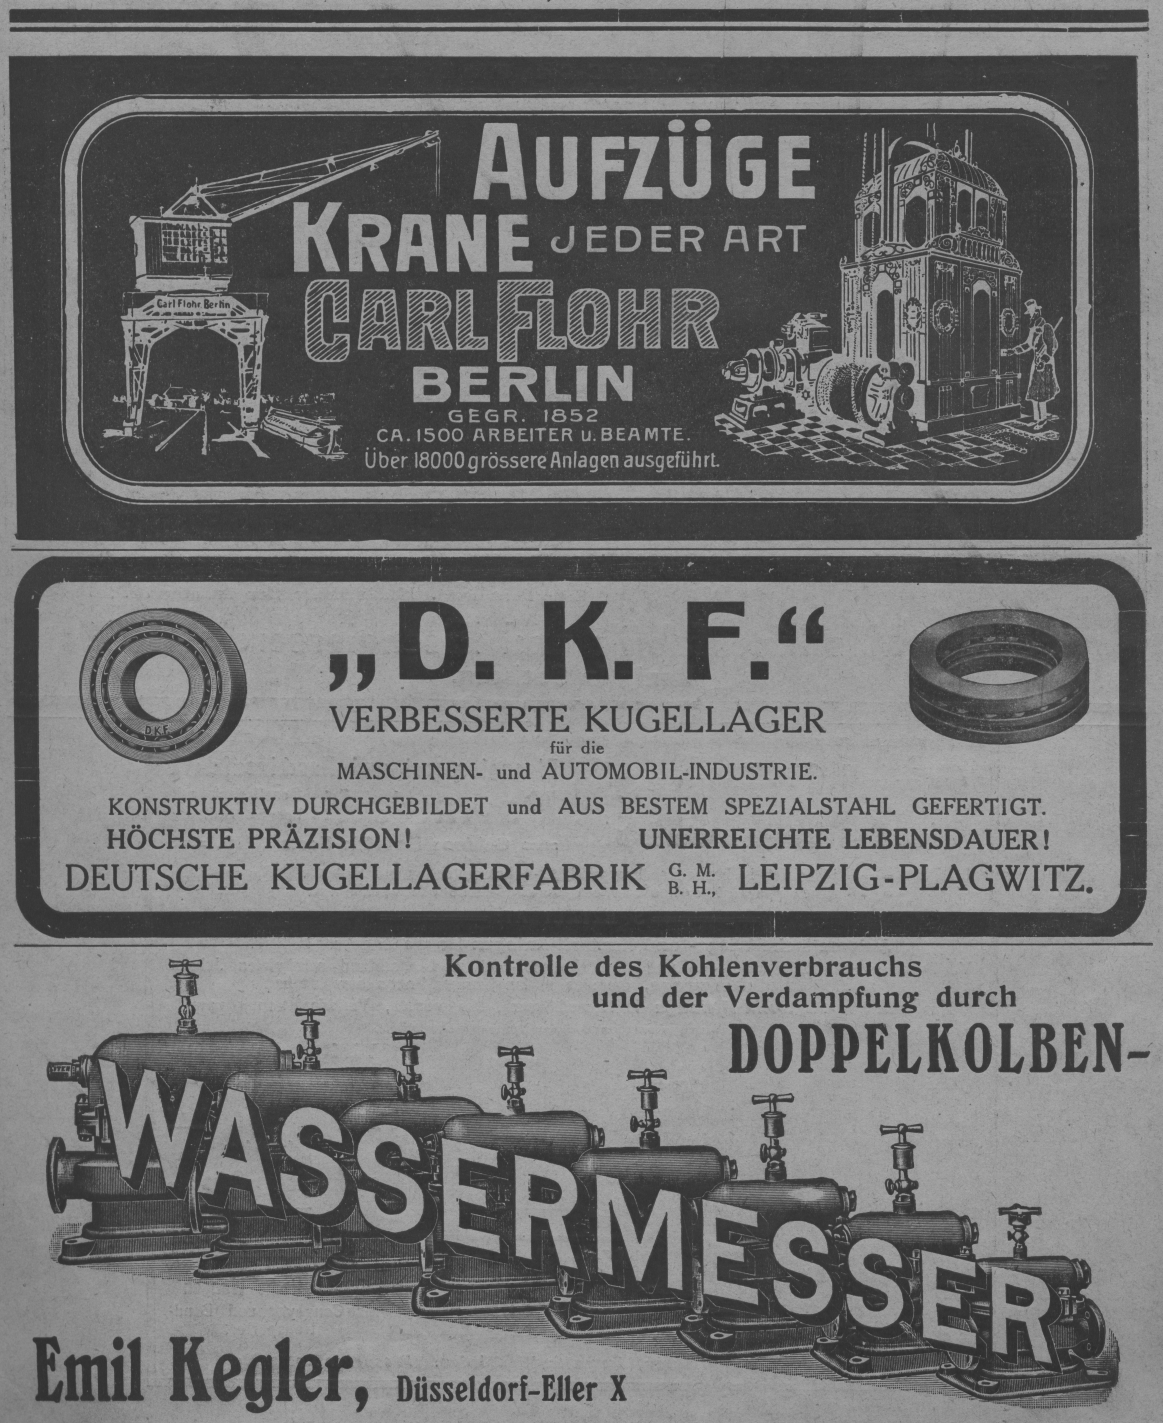 AUFZÜGE
KRANE JEDER ART
Carl Flohr Berlin
CARL FLOHR
BERLIN
GEGR. 1852
CA. 1500 ARBEITER u. BEAMTE.
Über 18000 grössere Anlagen ausgeführt.
„D. K. F.“
DKF
VERBESSERTE KUGELLAGER
für die
MASCHINEN- und AUTOMOBIL-INDUSTRIE.
KONSTRUKTIV DURCHGEBILDET und AUS BESTEM SPEZIALSTAHL GEFERTIGT.
HÖCHSTE PRÄZISION! UNERREICHTE LEBENSDAUER!
DEUTSCHE KUGELLAGERFABRIK G. M. B. H., LEIPZIG-PLAGWITZ.
Kontrolle des Kohlenverbrauchs
und der Verdampfung durch
DOPPELKOLBEN-
WASSERMESSER
Emil Kegler, Düsseldorf-Eller X